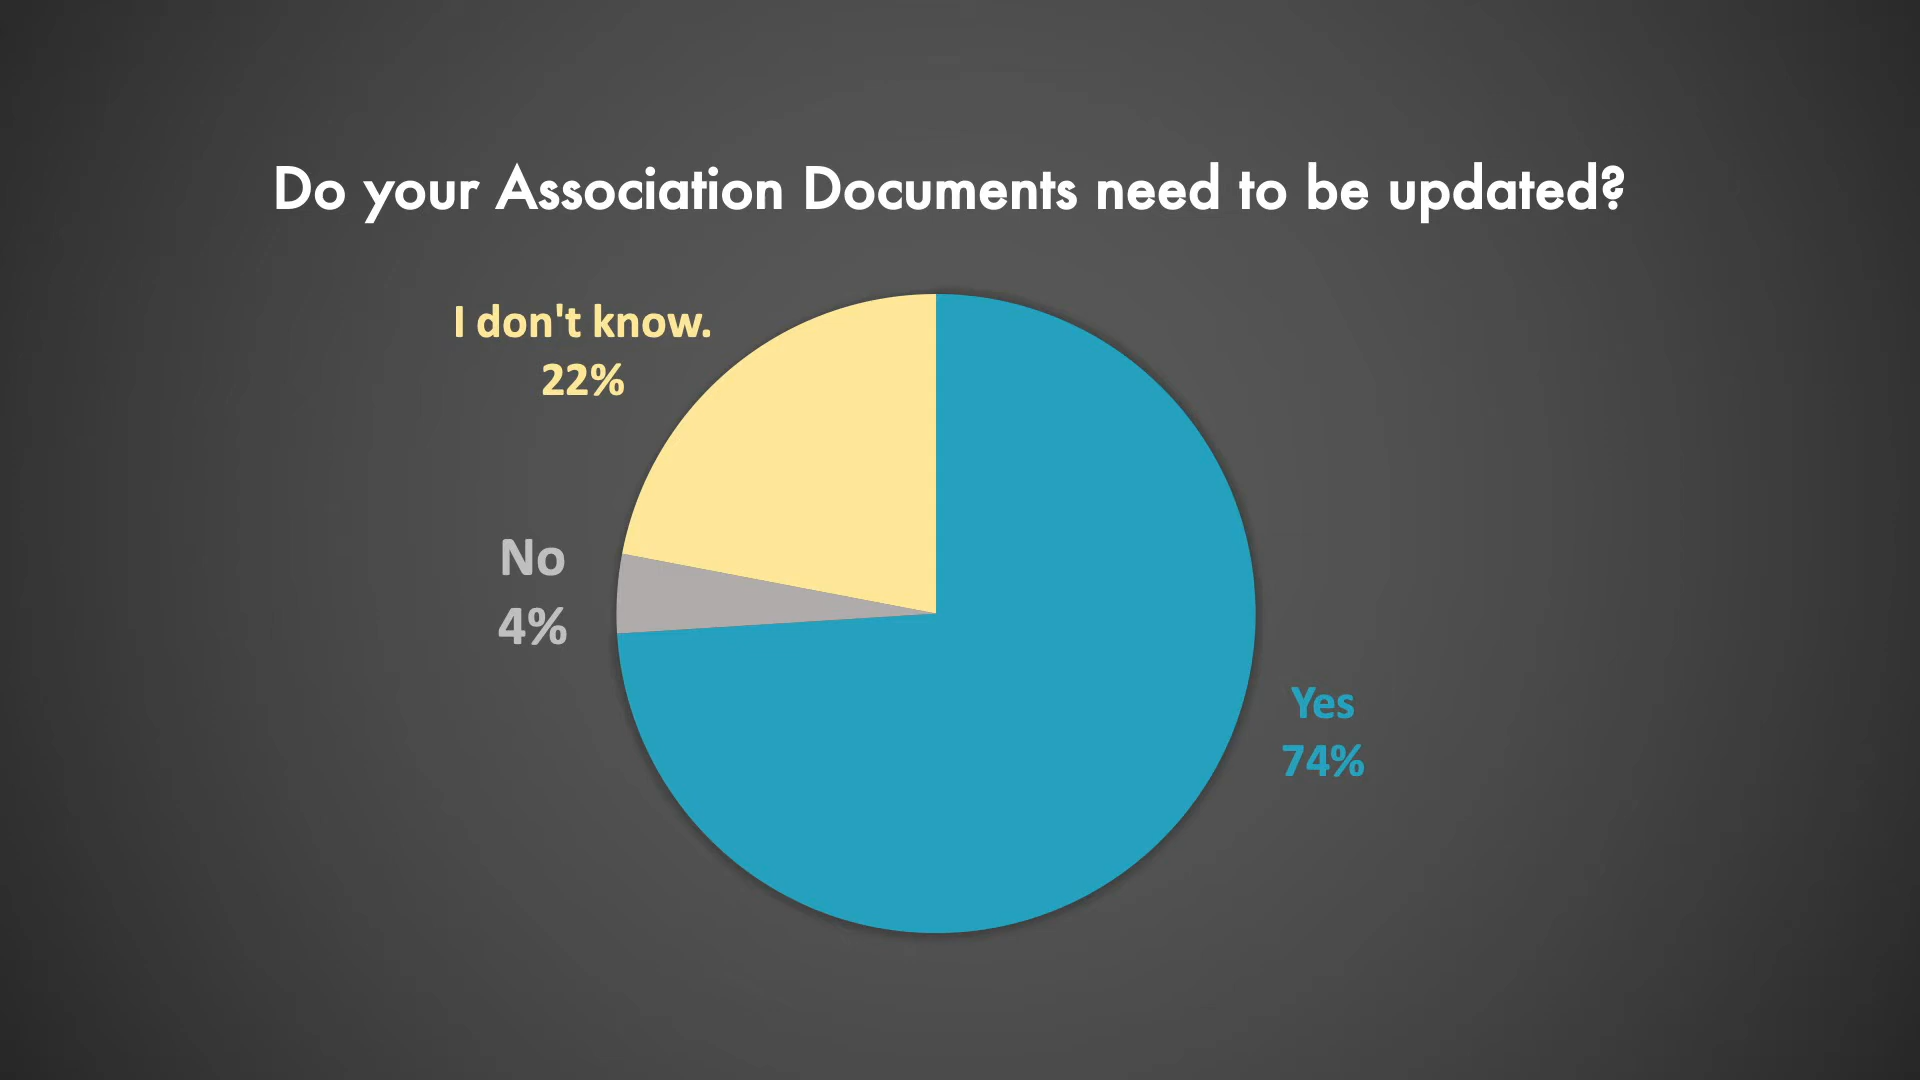 Do your Association Documents need to be updated?
I don't know.
22%
No
4%
Yes
74%